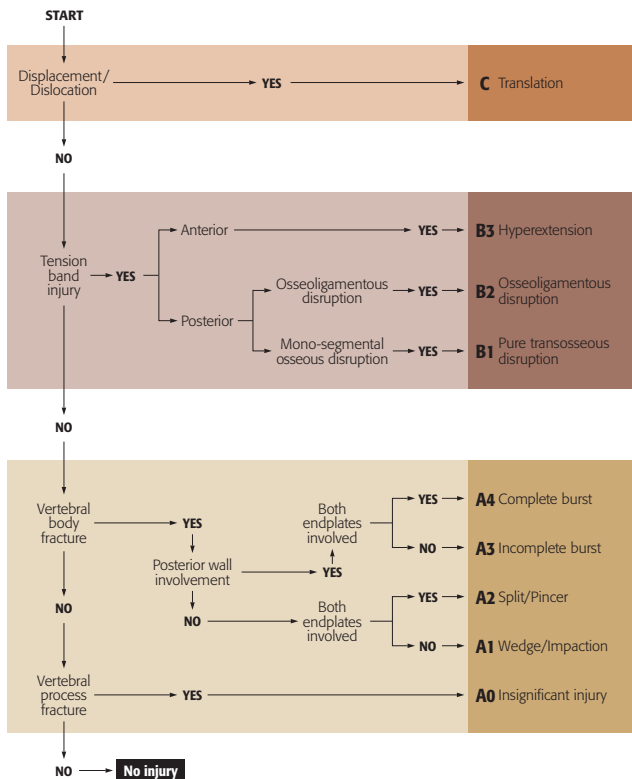 START
Displacement/
Dislocation
YES
C Translation
NO
Tension
band
injury
YES
Anterior
YES
B3 Hyperextension
Posterior
Osseoligamentous
disruption
YES
B2 Osseoligamentous
disruption
Mono-segmental
osseous disruption
YES
B1 Pure transosseous
disruption
NO
Vertebral
body
fracture
YES
Posterior wall
involvement
YES
Both
endplates
involved
YES
A4 Complete burst
NO
A3 Incomplete burst
NO
Both
endplates
involved
YES
A2 Split/Pincer
NO
A1 Wedge/Impaction
NO
Vertebral
process
fracture
YES
A0 Insignificant injury
NO
No injury